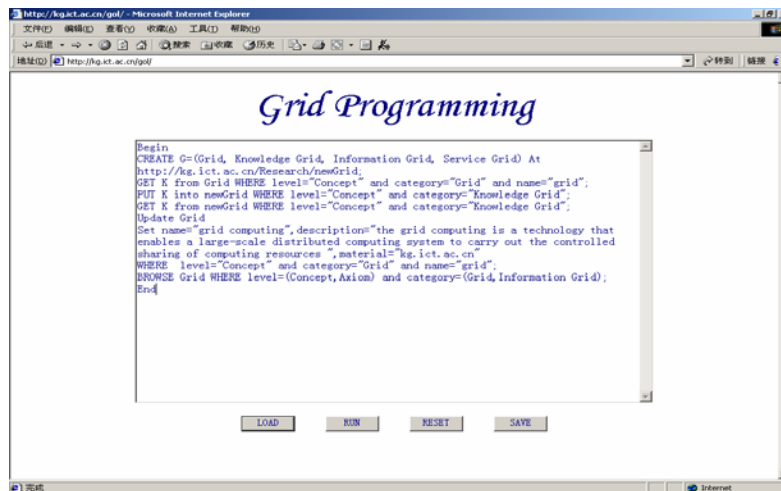 http://kg.ict.ac.cn/gol/ - Microsoft Internet Explorer
文件(F) 编辑(E) 查看(V) 收藏(A) 工具(T) 帮助(H)
后退 搜索 收藏 历史
地址(D) http://kg.ict.ac.cn/gol/ 转到 链接
Grid Programming
Begin
CREATE G=(Grid, Knowledge Grid, Information Grid, Service Grid) At
http://kg.ict.ac.cn/Research/newGrid;
GET K from Grid WHERE level="Concept" and category="Grid" and name="grid";
PUT K into newGrid WHERE level="Concept" and category="Knowledge Grid";
GET K from newGrid WHERE level="Concept" and category="Knowledge Grid";
Update Grid
Set name="grid computing",description="the grid computing is a technology that
enables a large-scale distributed computing system to carry out the controlled
sharing of computing resources ",material="kg.ict.ac.cn"
WHERE  level="Concept" and category="Grid" and name="grid";
BROWSE Grid WHERE level=(Concept,Axiom) and category=(Grid,Information Grid);
End
LOAD RUN RESET SAVE
完成 Internet